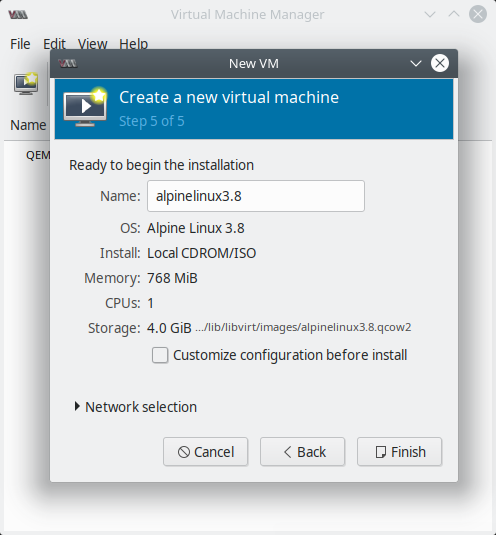 Virtual Machine Manager
File Edit View Help
New VM
Create a new virtual machine
Step 5 of 5
Name
QEM
Ready to begin the installation
Name: alpinelinux3.8
OS: Alpine Linux 3.8
Install: Local CDROM/ISO
Memory: 768 MiB
CPUs: 1
Storage: 4.0 GiB .../lib/libvirt/images/alpinelinux3.8.qcow2
Customize configuration before install
Network selection
Cancel Back Finish